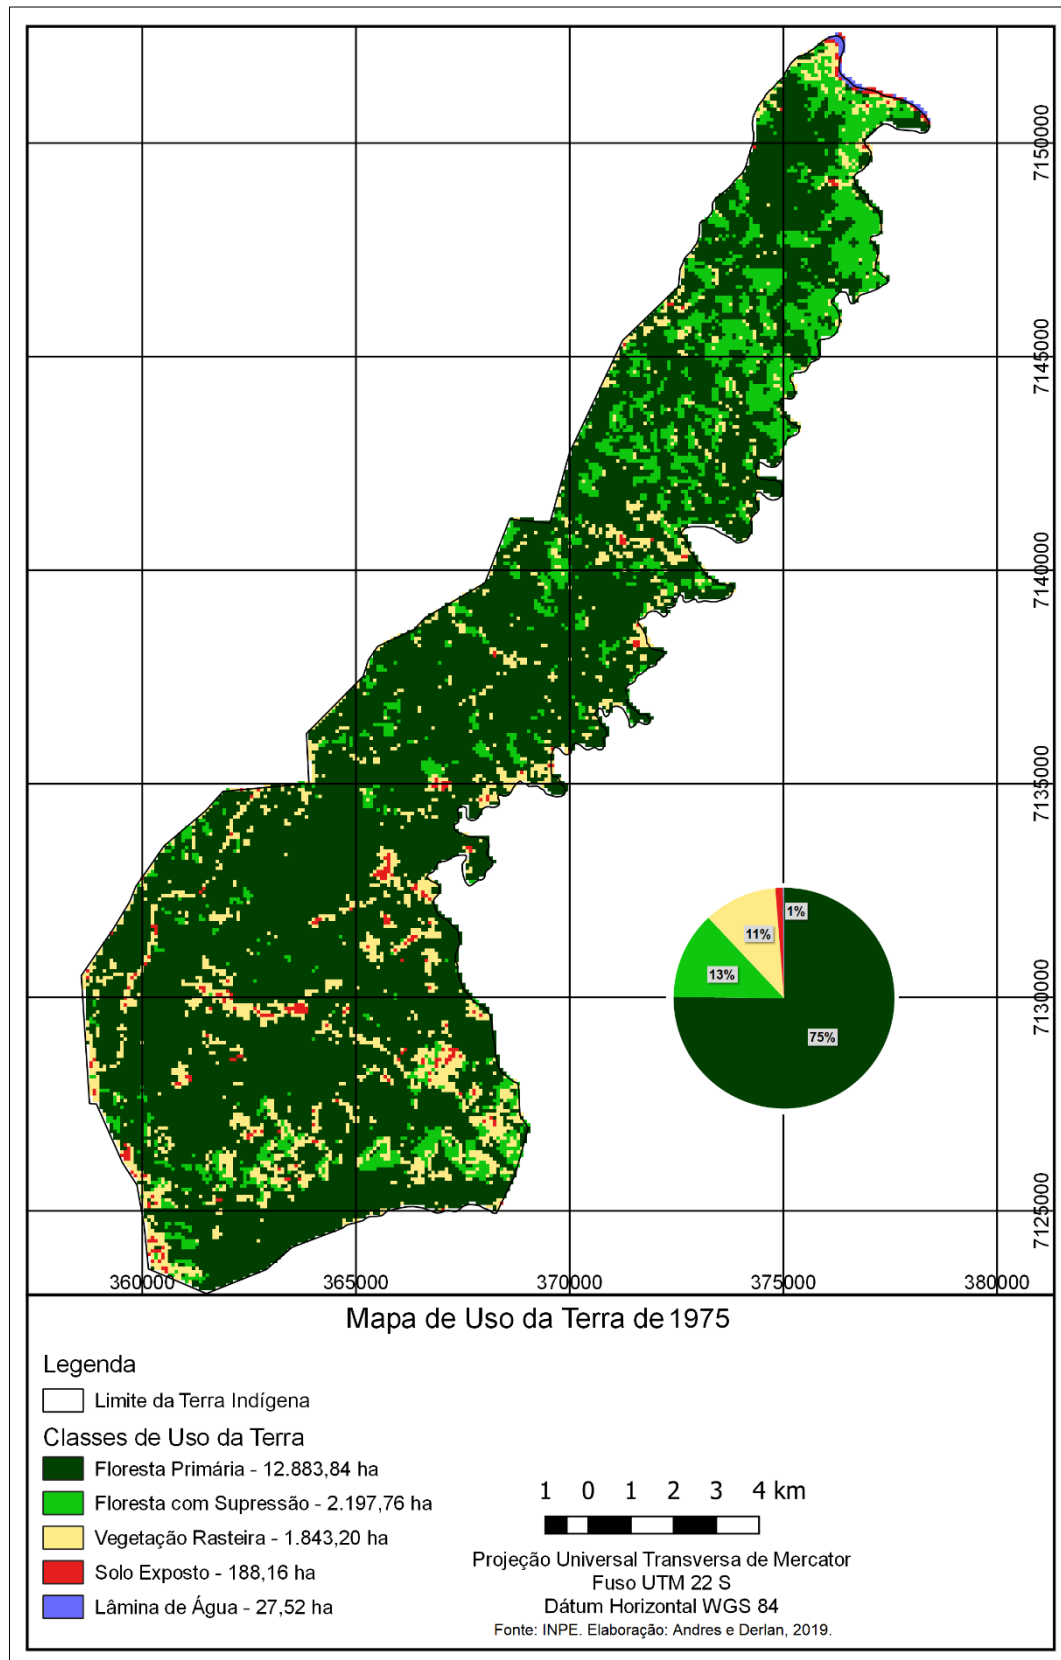 7150000
7145000
7140000
7135000
7130000
7125000
1%
11%
13%
75%
360000 365000 370000 375000 380000
Mapa de Uso da Terra de 1975
Legenda
Limite da Terra Indígena
Classes de Uso da Terra
Floresta Primária - 12.883,84 ha
Floresta com Supressão - 2.197,76 ha
Vegetação Rasteira - 1.843,20 ha
Solo Exposto - 188,16 ha
Lâmina de Água - 27,52 ha
1 0 1 2 3 4 km
Projeção Universal Transversa de Mercator
Fuso UTM 22 S
Dátum Horizontal WGS 84
Fonte: INPE. Elaboração: Andres e Derlan, 2019.